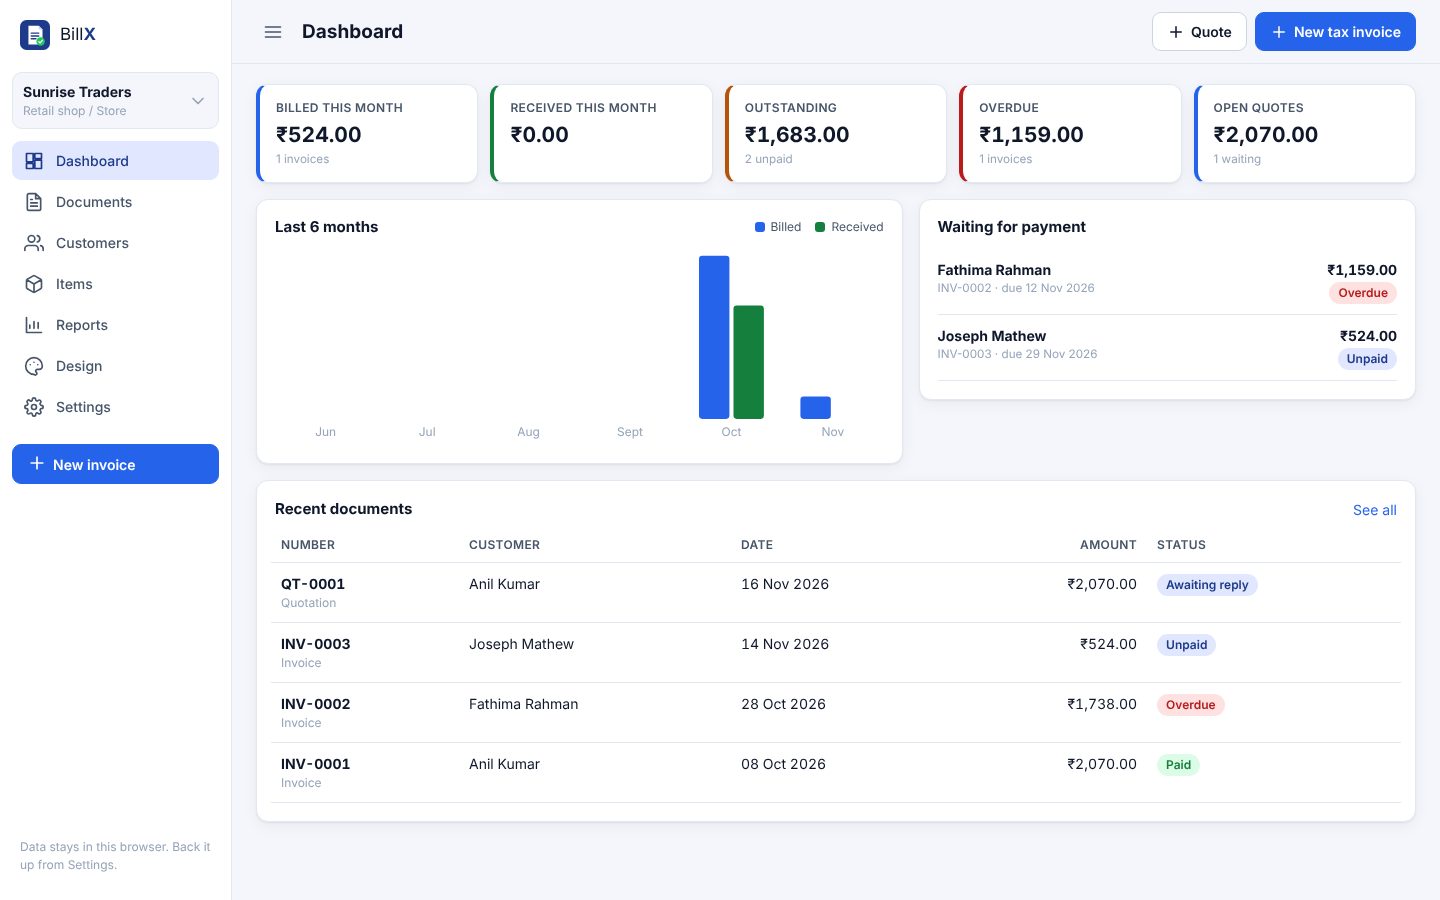 BillX
Dashboard
+ Quote
+ New tax invoice
Sunrise Traders
Retail shop / Store
Dashboard
Documents
Customers
Items
Reports
Design
Settings
+ New invoice
BILLED THIS MONTH
₹524.00
1 invoices
RECEIVED THIS MONTH
₹0.00
OUTSTANDING
₹1,683.00
2 unpaid
OVERDUE
₹1,159.00
1 invoices
OPEN QUOTES
₹2,070.00
1 waiting
Last 6 months
Billed Received
Jun Jul Aug Sept Oct Nov
Waiting for payment
Fathima Rahman ₹1,159.00
INV-0002 · due 12 Nov 2026 Overdue
Joseph Mathew ₹524.00
INV-0003 · due 29 Nov 2026 Unpaid
Recent documents See all
NUMBER CUSTOMER DATE AMOUNT STATUS
QT-0001 Anil Kumar 16 Nov 2026 ₹2,070.00 Awaiting reply
Quotation
INV-0003 Joseph Mathew 14 Nov 2026 ₹524.00 Unpaid
Invoice
INV-0002 Fathima Rahman 28 Oct 2026 ₹1,738.00 Overdue
Invoice
INV-0001 Anil Kumar 08 Oct 2026 ₹2,070.00 Paid
Invoice
Data stays in this browser. Back it
up from Settings.